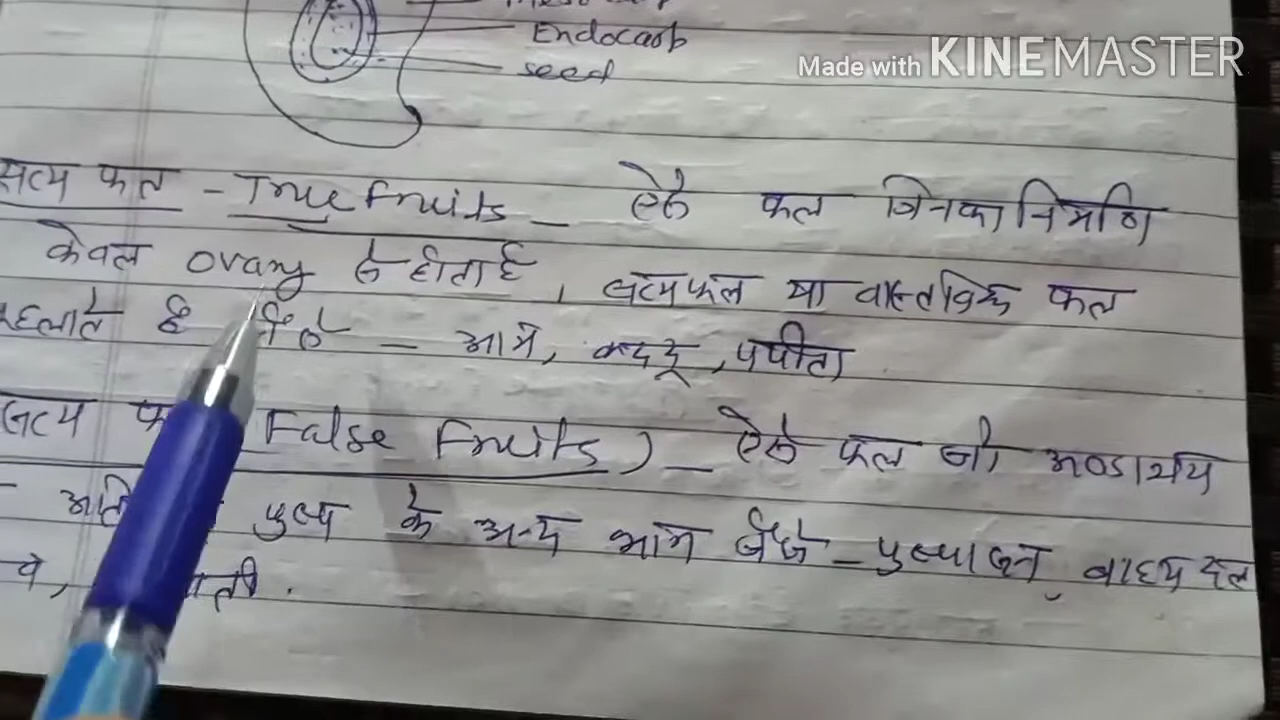 Endocarp
seed
Made with KINEMASTER
सत्य फल - True Fruits - ऐसे फल जिनका निर्माण
केवल ovary से होता है, सत्यफल या वास्तविक फल
कहलाते है जैसे - आम, कद्दू, पपीता
सत्य False Fruits) - ऐसे फल जो अण्डाशय
पुष्प के अन्य भाग जैसे - पुष्पासन, बाह्यदल